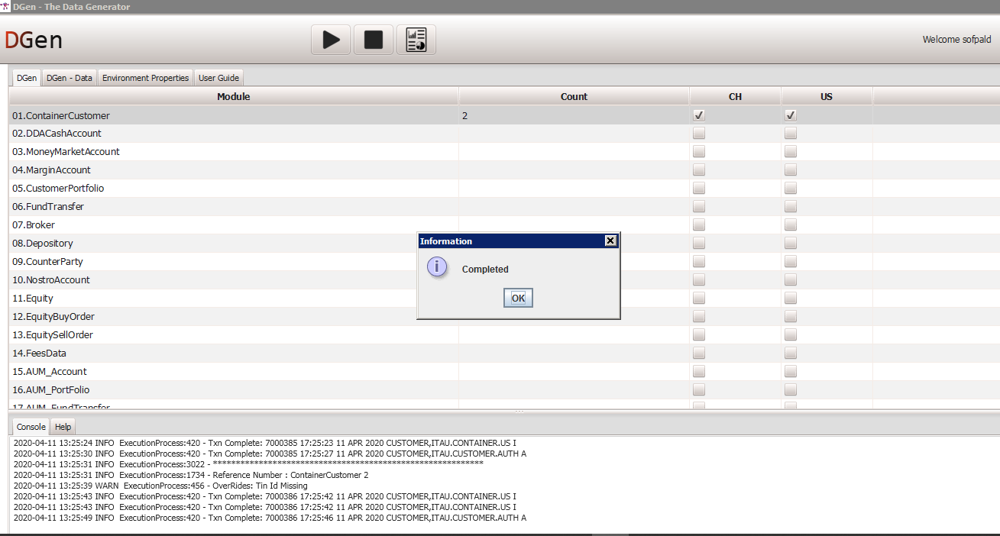 DGen - The Data Generator
DGen
Welcome sofpald
DGen DGen - Data Environment Properties User Guide
Module Count CH US
01.ContainerCustomer 2
02.DDACashAccount
03.MoneyMarketAccount
04.MarginAccount
05.CustomerPortfolio
06.FundTransfer
07.Broker
08.Depository
09.CounterParty
10.NostroAccount
11.Equity
12.EquityBuyOrder
13.EquitySellOrder
14.FeesData
15.AUM_Account
16.AUM_PortFolio
17.AUM_FundTransfer
Information
Completed
OK
Console Help
2020-04-11 13:25:24 INFO ExecutionProcess:420 - Txn Complete: 7000385 17:25:23 11 APR 2020 CUSTOMER,ITAU.CONTAINER.US I
2020-04-11 13:25:30 INFO ExecutionProcess:420 - Txn Complete: 7000385 17:25:27 11 APR 2020 CUSTOMER,ITAU.CUSTOMER.AUTH A
2020-04-11 13:25:31 INFO ExecutionProcess:3022 - ***********************************************************
2020-04-11 13:25:31 INFO ExecutionProcess:1734 - Reference Number : ContainerCustomer 2
2020-04-11 13:25:39 WARN ExecutionProcess:456 - OverRides: Tin Id Missing
2020-04-11 13:25:43 INFO ExecutionProcess:420 - Txn Complete: 7000386 17:25:42 11 APR 2020 CUSTOMER,ITAU.CONTAINER.US I
2020-04-11 13:25:43 INFO ExecutionProcess:420 - Txn Complete: 7000386 17:25:42 11 APR 2020 CUSTOMER,ITAU.CONTAINER.US I
2020-04-11 13:25:49 INFO ExecutionProcess:420 - Txn Complete: 7000386 17:25:46 11 APR 2020 CUSTOMER,ITAU.CUSTOMER.AUTH A